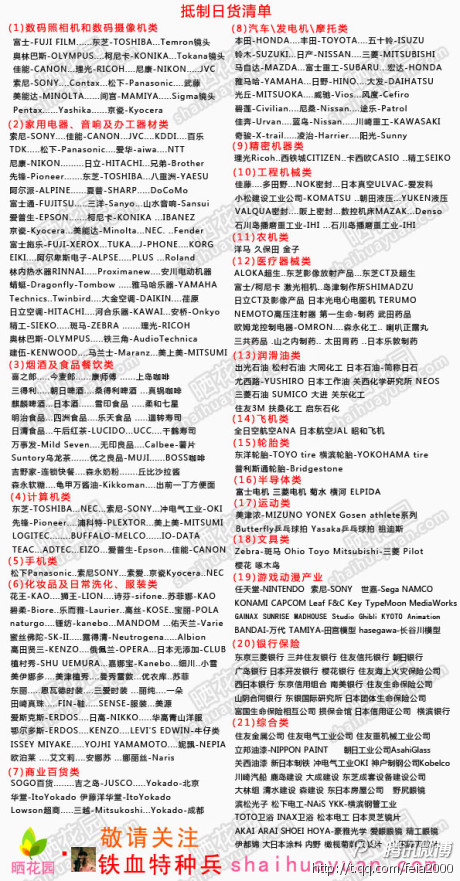 抵制日货清单
(1)数码照相机和数码摄像机类
富士-FUJI FILM......东芝-TOSHIBA...Temron镜头
奥林巴斯-OLYMPUS...柯尼卡-KONIKA...Tokana镜头
佳能-CANON...理光-RICOH...尼康-NIKON....JVC
索尼-SONY...Contax...松下-Panasonic....武藤
美能达-MINOLTA......间宫-MAMIYA......Sigma镜头
Pentax......Yashika......京瓷-Kyocera
(2)家用电器、音响及办工器材类
索尼-SONY....佳能-CANON...JVC....KDDI...百乐
TDK.....松下-Panasonic....爱华-aiwa....NTT
尼康-NIKON.........日立-HITACHI...兄弟-Brother
先锋-Pioneer.......东芝-TOSHIBA...八重洲-YAESU
阿尔派-ALPINE......夏普-SHARP.....DoCoMo
富士通-FUJITSU....三洋-Sanyo...山水音响-Sansui
爱普生-EPSON......柯尼卡-KONIKA ...IBANEZ
京瓷-Kyocera...美能达-Minolta...NEC. ..Fender
富士施乐-FUJI-XEROX...TUKA...J-PHONE....KORG
EIKI....阿尔卑斯电子-ALPSE.....PLUS ...Roland
林内热水器RINNAI....Proximanew....安川电动机器
蜻蜓-Dragonfly-Tombow .....雅马哈乐器-YAMAHA
Technics..Twinbird....大金空调-DAIKIN....荏原
日立空调-HITACHI...河合乐器-KAWAI...安桥-Onkyo
精工-SIEKO.....斑马-ZEBRA .......理光-RICOH
奥林巴斯-OLYMPUS.....铁三角-AudioTechnica
建伍-KENWOOD....马兰士-Maranz...美上美-MITSUMI
(3)烟酒及食品餐饮类
喜之郎.....今麦郎.....康师傅 ......上岛咖啡
三得利....朝日啤酒....桑得利啤酒 ..真锅咖啡
麒麟啤酒...日本酒......雪印食品 .....柔和七星
明治食品...四洲食品...乐天食品 .....道转寿司
日清食品...午后红茶-LUCIDO...UCC...千鹤寿司
万事发-Mild Seven....无印良品....Calbee-薯片
Suntory乌龙茶......优之良品-MUJI......BOSS咖啡
吉野家-连锁快餐...森永奶粉.......丘比沙拉酱
森永软糖....龟甲万酱油-Kikkoman....出前一丁方便面
(4)计算机类
东芝-TOSHIBA...NEC...索尼-SONY...冲电气工业-OKI
先锋-Pioneer....浦科特-PLEXTOR...美上美-MITSUMI
LOGITEC........BUFFALO-MELCO......IO-DATA
TEAC...ADTEC...EIZO...爱普生-Epson...佳能-CANON
(5)手机类
松下Panasonic..索尼SONY...索爱..京瓷Kyocera..NEC
(6)化妆品及日常洗化、服装类
花王-KAO....狮王-LION....诗芬-sifone..苏菲娜-KAO
碧柔-Biore..乐而雅-Laurier..高丝-KOSE..宝丽-POLA
naturgo....锺纺-kanebo...MANDOM ...佑天兰-Varie
蜜丝佛陀-SK-II.....露得清-Neutrogena.....Albion
高田贤三-KENZO...俄佩兰-OPERA...日本无添加-CLUB
植村秀-SHU UEMURA...嘉娜宝-Kanebo...细川..小雪
美伊娜多....美津植秀...曼秀雷敦...优衣库..苏菲
东丽.....恩瓦德时装.....三爱时装 ...丽炖....一朵
田崎真珠.....FIN-畦.....SENSE-服装...美源
爱斯克斯-ERDOS...日高-NIKKO.....华高青山洋服
鄂尔多斯-ERDOS....KENZO....LEVI'S EDWIN-牛仔类
ISSEY MIYAKE....YOJHI YAMAMOTO....妮飘-NEPIA
欧泊莱 ....艾文莉....安娜苏 ...娜丽丝-Naris
(7)商业百货类
SOGO百货.......吉之岛-JUSCO.....Yokado-北京
华堂-ItoYokado 伊藤洋华堂-ItoYokado
Lowson超商.....三越-Mitsukoshi...Yokado-成都
(8)汽车\发电机\摩托类
本田-HONDA....丰田-TOYOTA....五十铃-ISUZU
铃木-SUZUKI...日产-NISSAN....三菱-MITSUBISHI
马自达-MAZDA...富士重工-SUBARU...宏达-HONDA
雅马哈-YAMAHA...日野-HINO....大发-DAIHATSU
光丘-MITSUOKA....威驰-Vios...风度-Cefiro
碧莲-Civilian....尼桑-Nissan....途乐-Patrol
佳奔-Urvan....蓝鸟-Nissan.....川崎重工-KAWASAKI
奇骏-X-trail.....凌治-Harrier....阳光-Sunny
(9)精密机器类
理光Ricoh..西铁城CITIZEN..卡西欧CASIO ..精工SEIKO
(10)工程机械类
佳藤....多田野...NOK密封...日本真空ULVAC-爱发科
小松建设工业公司-KOMATSU ..朝田液压...YUKEN液压
VALQUA密封....阪上密封...数控机床MAZAK...Denso
石川岛播磨重工业-IHI ...石川岛播磨重工业-IHI
(11)农机类
洋马 久保田 金子
(12)医疗器械类
ALOKA超生..东芝影像放射产品...东芝CT及超生
富士/柯尼卡 激光相机..岛津制作所SHIMADZU
日立CT及影像产品 日本光电心电图机 TERUMO
NEMOTO高压注射器 第一生命-制药 武田药品
欧姆龙控制电器-OMRON....森永化工.. 喇叭正露丸
三共药品 .山之内制药.. 太田胃药 ..日本乐敦制药
(13)润滑油类
出光石油 松村石油 大同化工 日本石油-简称日石
尤西路-YUSHIRO 日本工作油 关西化学研究所 NEOS
三菱石油 SUMICO 大进 关东化工
住友3M 扶桑化工 启东石化
(14)飞机类
全日空航空ANA 日本航空JAL 昭和飞机
(15)轮胎类
东洋轮胎-TOYO tire 横滨轮胎-YOKOHAMA tire
普利斯通轮胎-Bridgestone
(16)半导体类
富士电机 三菱电机 菊水 横河 ELPIDA
(17)运动类
美津浓-MIZUNO YONEX Gosen athlete系列
Butterfly乒乓球拍 Yasaka乒乓球拍 祖迪斯
(18)文具类
Zebra-斑马 Ohio Toyo Mitsubishi-三菱 Pilot
樱花 啄木鸟
(19)游戏动漫产业
任天堂-NINTENDO 索尼-SONY 世嘉-Sega NAMCO
KONAMI CAPCOM Leaf F&C Key TypeMoon MediaWorks
GAINAX SUNRISE MADHOUSE Studio Ghibli KYOTO Animation
BANDAI-万代 TAMIYA-田宫模型 hasegawa-长谷川模型
(20)银行保险
东京三菱银行 三井住友银行 住友信托银行 朝日银行
广岛银行 日本开发银行 樱花银行 住友海上火灾保险公司
西日本银行 东京信用组合 南美银行 住友生命保险公司
山阴合同银行 东银国际研究所 日本团体生命保险公司
富国生命保险相互公司 损保会馆 日本信用证公司 横滨银行
(21)综合类
住友金属公司 住友电气工业公司 住友重机械工业公司
立邦油漆-NIPPON PAINT 朝日工业公司AsahiGlass
关西油漆 新日本制铁 冲电气工业OKI 神户制钢公司Kobelco
川崎汽船 鹿岛建设 大成建设 东芝成套设备建设公司
大林组 清水建设 森建设 日东房屋公司 野尻眼镜
滨松光子 松下电工-NAiS YKK-横滨钢管工业
TOTO卫浴 INAX卫浴 松本电工 日本灵芝镜片
AKAI ARAI SHOEI HOYA-豪雅光学 爱眼眼镜 精工眼镜
晒花园
敬请关注
铁血特种兵
shaihuayuan.com
腾讯微博
http://t.qq.com/feia2000